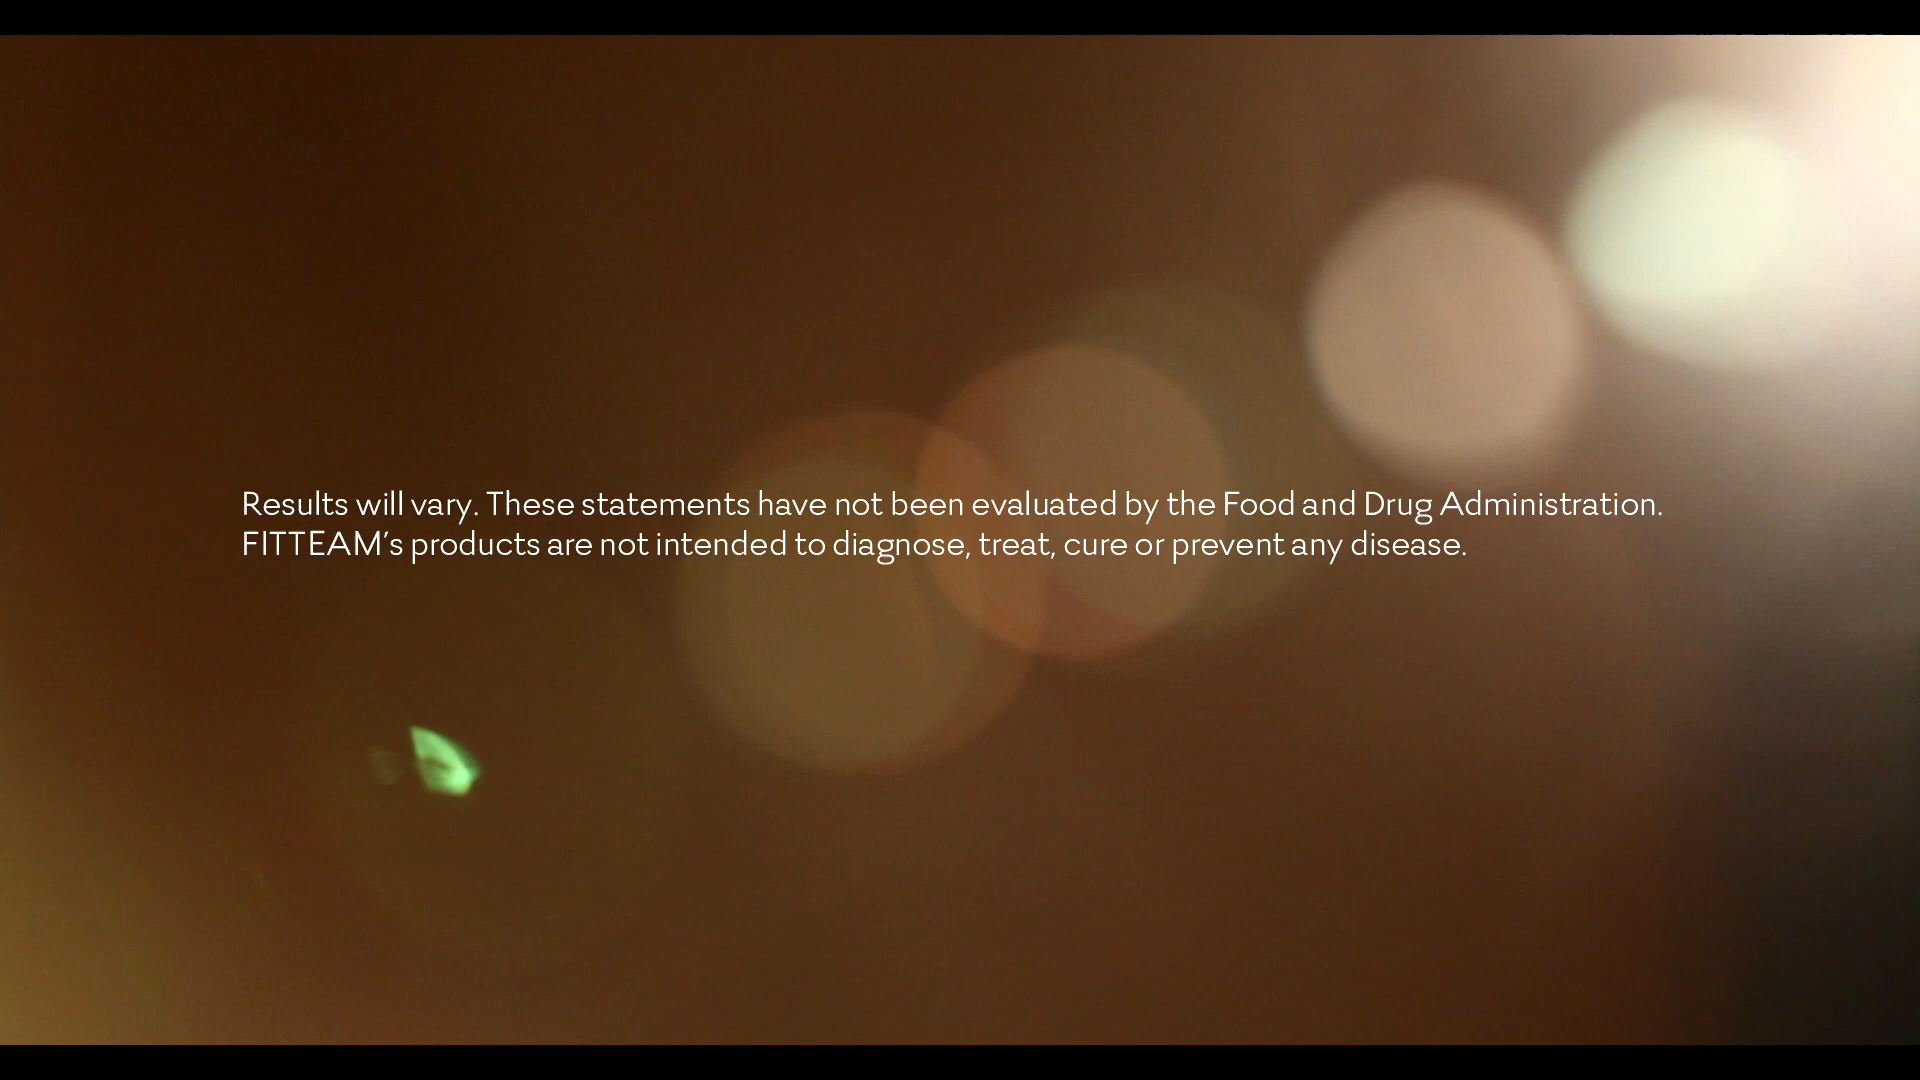 Results will vary. These statements have not been evaluated by the Food and Drug Administration.
FITTEAM’s products are not intended to diagnose, treat, cure or prevent any disease.